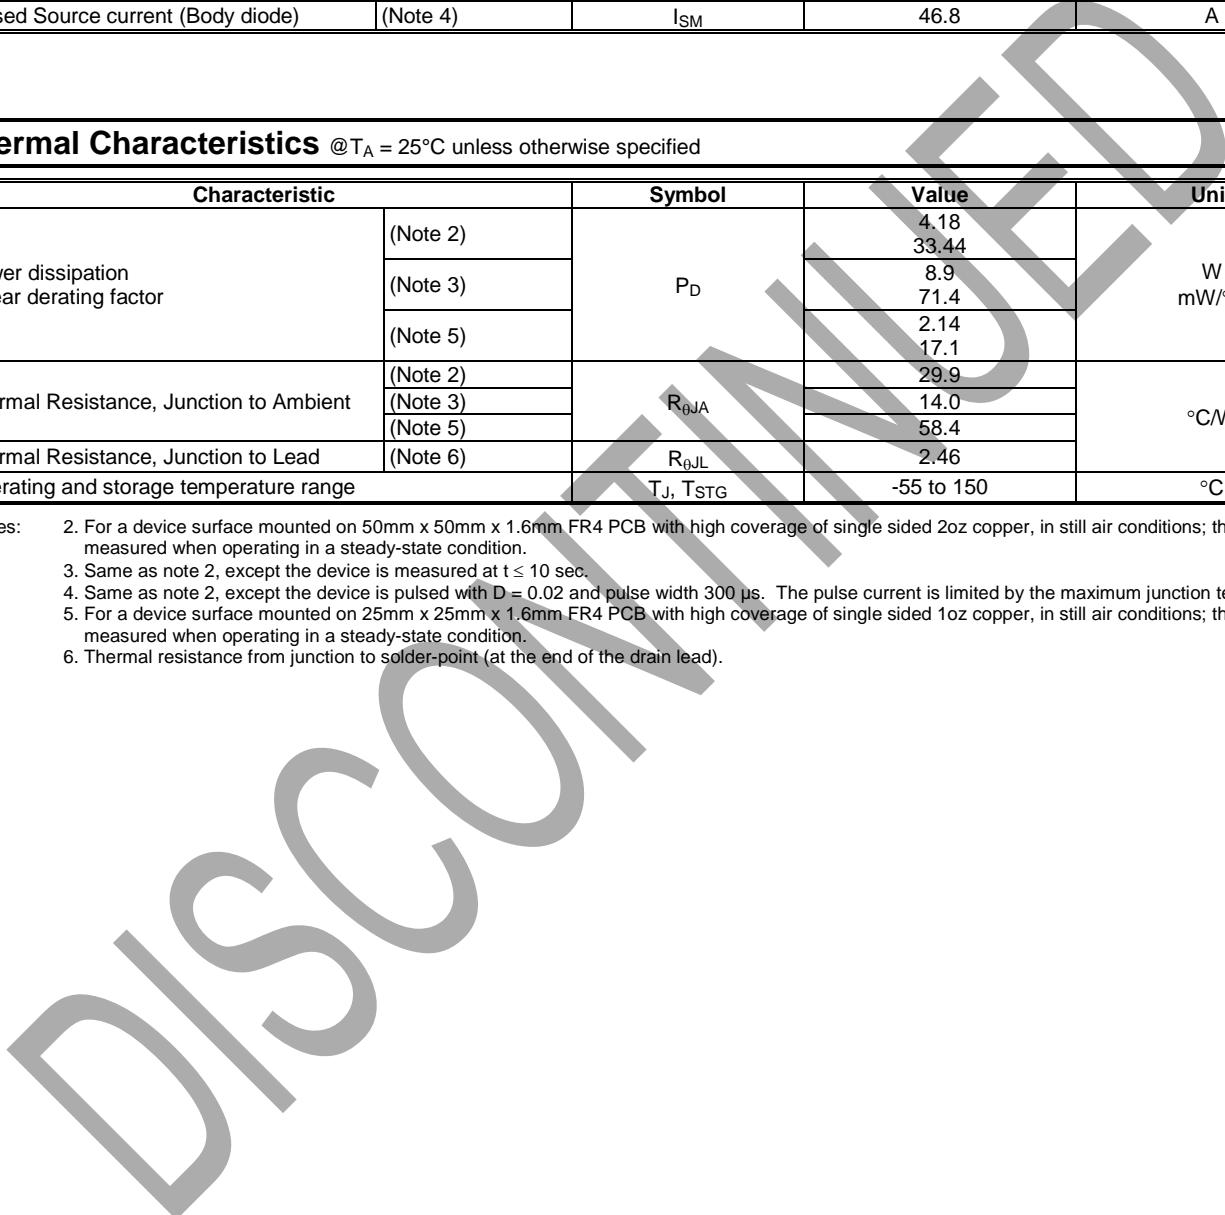 sed Source current (Body diode) (Note 4) ISM 46.8 A
ermal Characteristics @TA = 25°C unless otherwise specified
Characteristic Symbol Value Uni
wer dissipation
ear derating factor
(Note 2)
(Note 3)
(Note 5)
PD
4.18
33.44
8.9
71.4
2.14
17.1
W
mW/°
rmal Resistance, Junction to Ambient
(Note 2)
(Note 3)
(Note 5)
RθJA
29.9
14.0
58.4
°C/W
rmal Resistance, Junction to Lead (Note 6) RθJL 2.46
erating and storage temperature range TJ, TSTG -55 to 150 °C
es: 2. For a device surface mounted on 50mm x 50mm x 1.6mm FR4 PCB with high coverage of single sided 2oz copper, in still air conditions; th
measured when operating in a steady-state condition.
3. Same as note 2, except the device is measured at t ≤ 10 sec.
4. Same as note 2, except the device is pulsed with D = 0.02 and pulse width 300 µs. The pulse current is limited by the maximum junction te
5. For a device surface mounted on 25mm x 25mm x 1.6mm FR4 PCB with high coverage of single sided 1oz copper, in still air conditions; th
measured when operating in a steady-state condition.
6. Thermal resistance from junction to solder-point (at the end of the drain lead).
DISCONTINUED